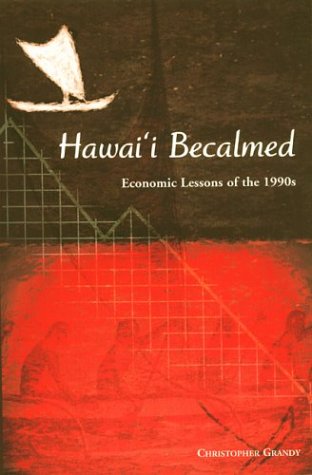 Hawai‘i Becalmed
Economic Lessons of the 1990s
Christopher Grandy